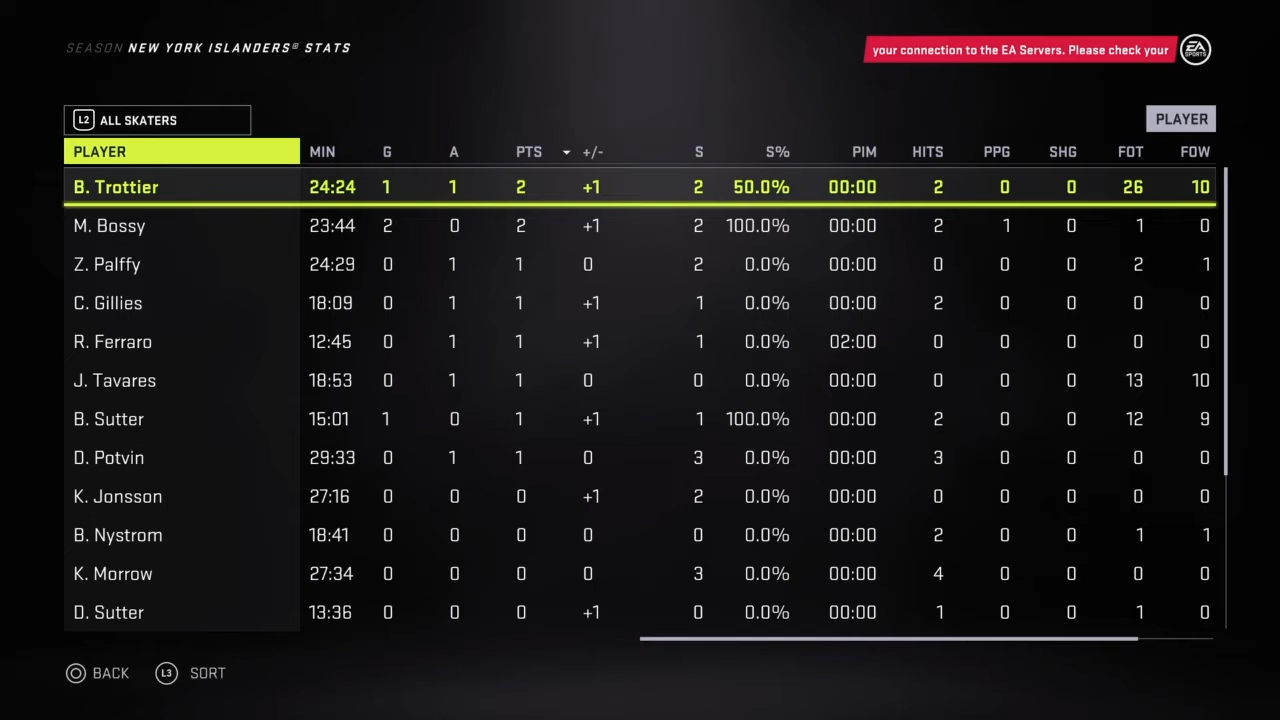 SEASON NEW YORK ISLANDERS® STATS
your connection to the EA Servers. Please check your
EA SPORTS
L2 ALL SKATERS
PLAYER
PLAYER MIN G A PTS +/- S S% PIM HITS PPG SHG FOT FOW
B. Trottier 24:24 1 1 2 +1 2 50.0% 00:00 2 0 0 26 10
M. Bossy 23:44 2 0 2 +1 2 100.0% 00:00 2 1 0 1 0
Z. Palffy 24:29 0 1 1 0 2 0.0% 00:00 0 0 0 2 1
C. Gillies 18:09 0 1 1 +1 1 0.0% 00:00 2 0 0 0 0
R. Ferraro 12:45 0 1 1 +1 1 0.0% 02:00 0 0 0 0 0
J. Tavares 18:53 0 1 1 0 0 0.0% 00:00 0 0 0 13 10
B. Sutter 15:01 1 0 1 +1 1 100.0% 00:00 2 0 0 12 9
D. Potvin 29:33 0 1 1 0 3 0.0% 00:00 3 0 0 0 0
K. Jonsson 27:16 0 0 0 +1 2 0.0% 00:00 0 0 0 0 0
B. Nystrom 18:41 0 0 0 0 0 0.0% 00:00 2 0 0 1 1
K. Morrow 27:34 0 0 0 0 3 0.0% 00:00 4 0 0 0 0
D. Sutter 13:36 0 0 0 +1 0 0.0% 00:00 1 0 0 1 0
BACK L3 SORT